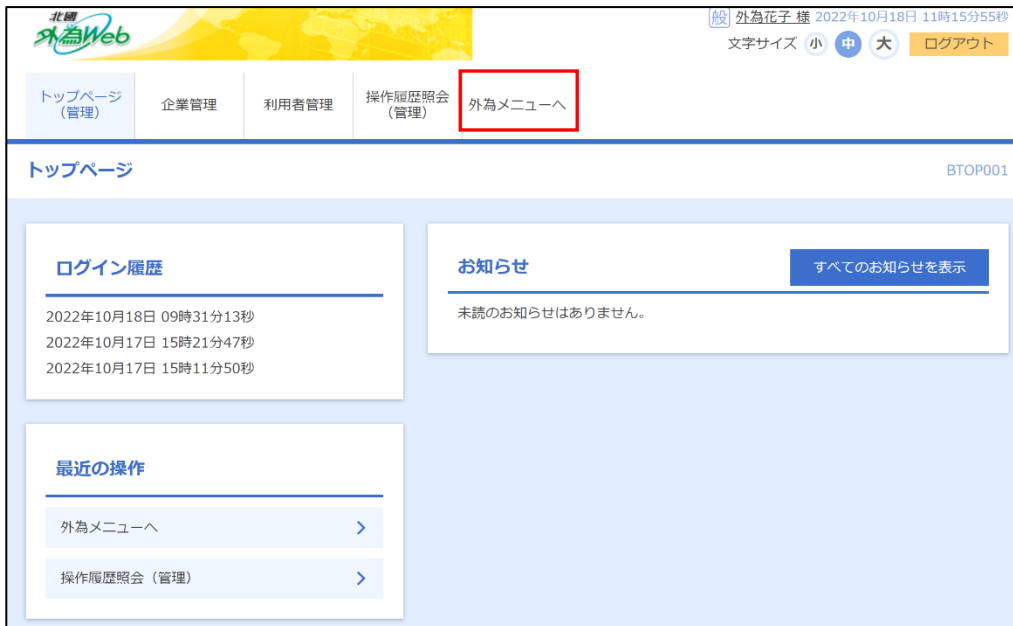 北國
外為Web
般 外為花子 様 2022年10月18日 11時15分55秒
文字サイズ 小 中 大 ログアウト
トップページ
（管理）
企業管理
利用者管理
操作履歴照会
（管理）
外為メニューへ
トップページ
BTOP001
ログイン履歴
2022年10月18日 09時31分13秒
2022年10月17日 15時21分47秒
2022年10月17日 15時11分50秒
お知らせ
すべてのお知らせを表示
未読のお知らせはありません。
最近の操作
外為メニューへ
操作履歴照会（管理）